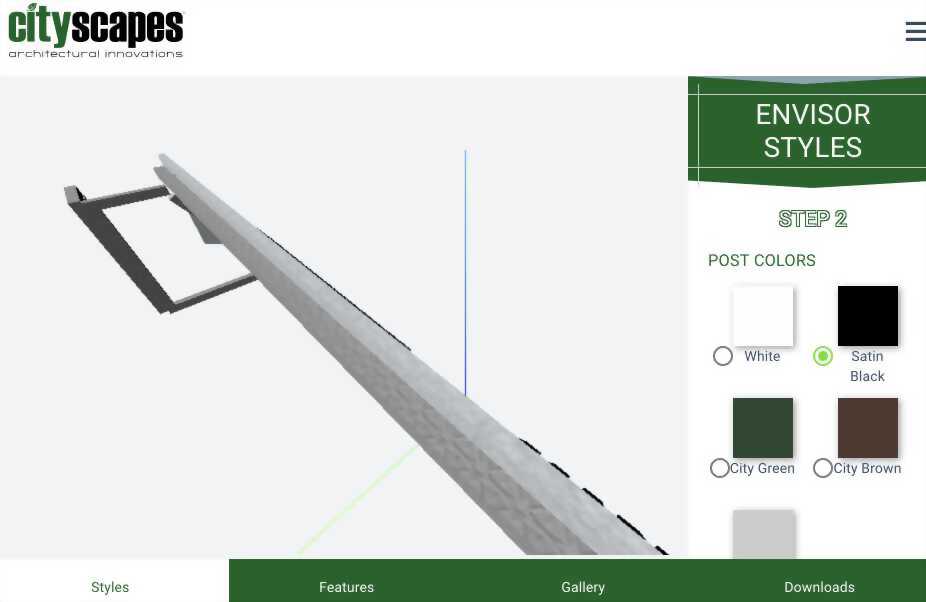 cityscapes
architectural innovations
ENVISOR
STYLES
STEP 2
POST COLORS
White
Satin
Black
City Green
City Brown
Styles
Features
Gallery
Downloads